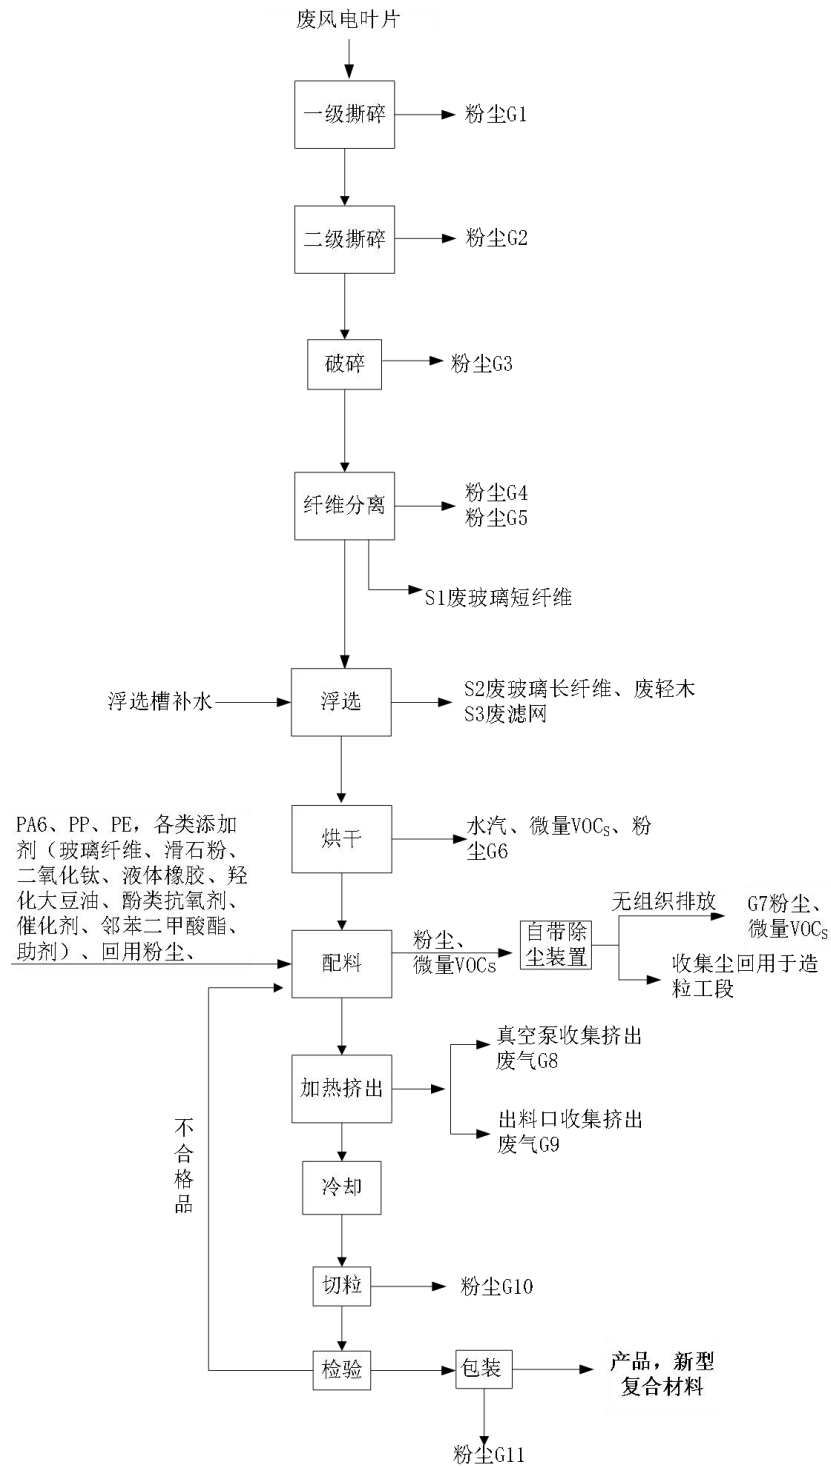 废风电叶片
一级撕碎
粉尘G1
二级撕碎
粉尘G2
破碎
粉尘G3
纤维分离
粉尘G4
粉尘G5
S1废玻璃短纤维
浮选槽补水
浮选
S2废玻璃长纤维、废轻木
S3废滤网
烘干
水汽、微量VOCs、粉
尘G6
PA6、PP、PE，各类添加
剂（玻璃纤维、滑石粉、
二氧化钛、液体橡胶、羟
化大豆油、酚类抗氧剂、
催化剂、邻苯二甲酸酯、
助剂）、回用粉尘、
配料
粉尘、
微量VOCs
自带除
尘装置
无组织排放
G7粉尘、
微量VOCs
收集尘回用于造
粒工段
加热挤出
真空泵收集挤出
废气G8
出料口收集挤出
废气G9
不合格品
冷却
切粒
粉尘G10
检验
包装
产品，新型
复合材料
粉尘G11